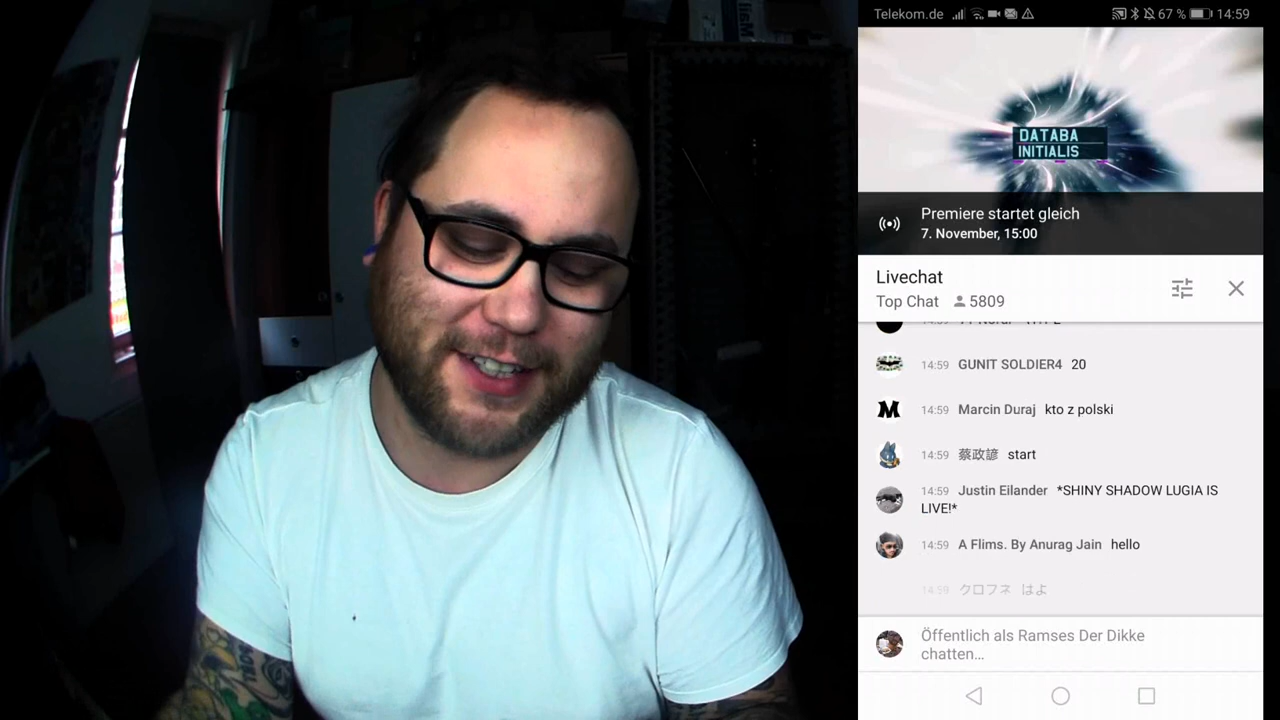 Telekom.de
67 %
14:59
DATABA
INITIALIS
Premiere startet gleich
7. November, 15:00
Livechat
Top Chat 5809
14:59 GUNIT SOLDIER4 20
14:59 Marcin Duraj kto z polski
14:59 蔡政諺 start
14:59 Justin Eilander *SHINY SHADOW LUGIA IS
LIVE!*
14:59 A Flims. By Anurag Jain hello
14:59 クロフネ はよ
Öffentlich als Ramses Der Dikke
chatten…